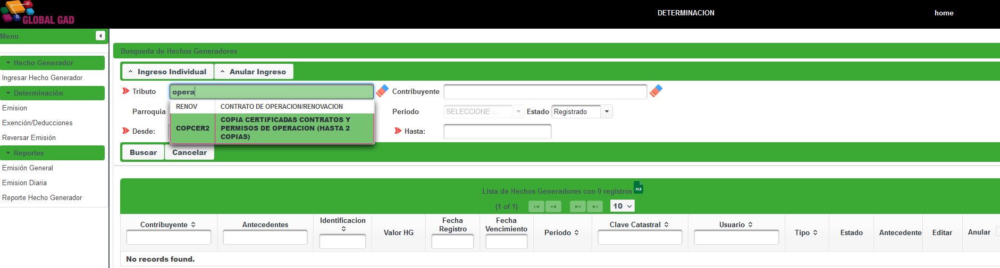 GLOBAL GAD
DETERMINACION
home
Menu
Hecho Generador
Ingresar Hecho Generador
Determinación
Emision
Exención/Deducciones
Reversar Emisión
Reportes
Emisión General
Emision Diaria
Reporte Hecho Generador
Busqueda de Hechos Generadores
Ingreso Individual
Anular Ingreso
Tributo
opera
Contribuyente
RENOV
CONTRATO DE OPERACION/RENOVACION
COPCER2
COPIA CERTIFICADAS CONTRATOS Y
PERMISOS DE OPERACION (HASTA 2
COPIAS)
Parroquia
Periodo
SELECCIONE ...
Estado
Registrado
Desde:
Hasta:
Buscar
Cancelar
Lista de Hechos Generadores con 0 registros
XLS
(1 of 1)
10
Contribuyente
Antecedentes
Identificacion
Valor HG
Fecha
Registro
Fecha
Vencimiento
Periodo
Clave Catastral
Usuario
Tipo
Estado
Antecedente
Editar
Anular
No records found.